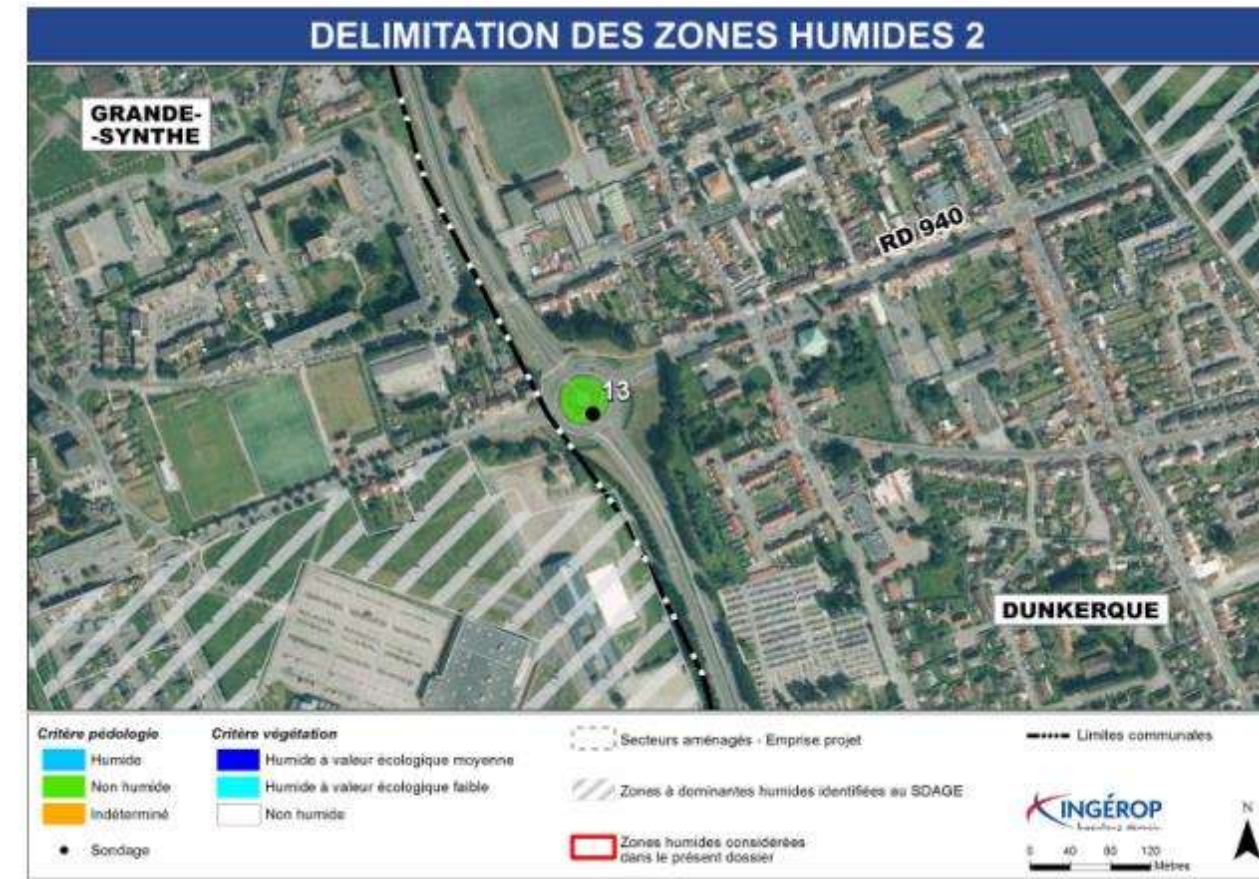 DELIMITATION DES ZONES HUMIDES 2
GRANDE-
-SYNTHE
RD 940
13
DUNKERQUE
Critère pédologie
Humide
Non humide
Indéterminé
Sondage
Critère végétation
Humide à valeur écologique moyenne
Humide à valeur écologique faible
Non humide
Secteurs aménagés - Emprise projet
Zones à dominantes humides identifiées au SDAGE
Zones humides considérées
dans le présent dossier
Limites communales
INGÉROP
N
0 40 80 120
Mètres